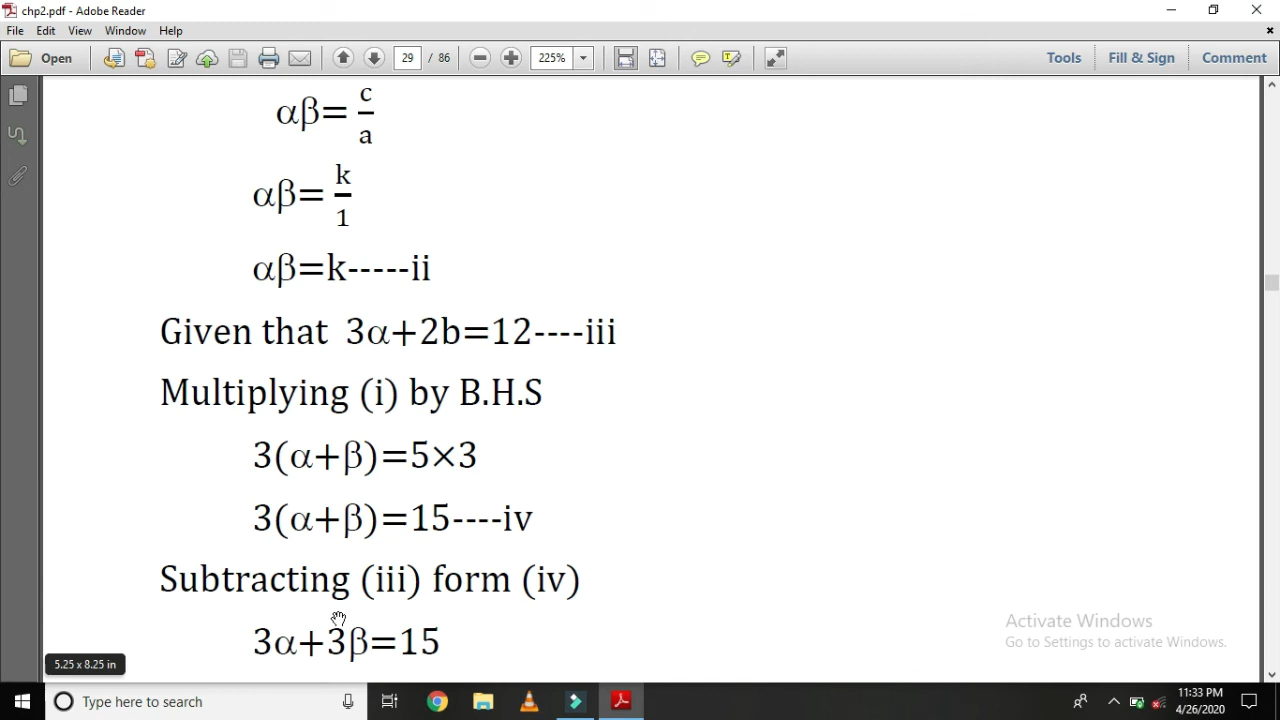 chp2.pdf - Adobe Reader
File Edit View Window Help
Open 29 / 86 225% Tools Fill & Sign Comment
αβ= c/a
αβ= k/1
αβ=k-----ii
Given that 3α+2b=12----iii
Multiplying (i) by B.H.S
3(α+β)=5×3
3(α+β)=15----iv
Subtracting (iii) form (iv)
3α+3β=15
5.25 x 8.25 in
Activate Windows
Go to Settings to activate Windows.
Type here to search
11:33 PM
4/26/2020